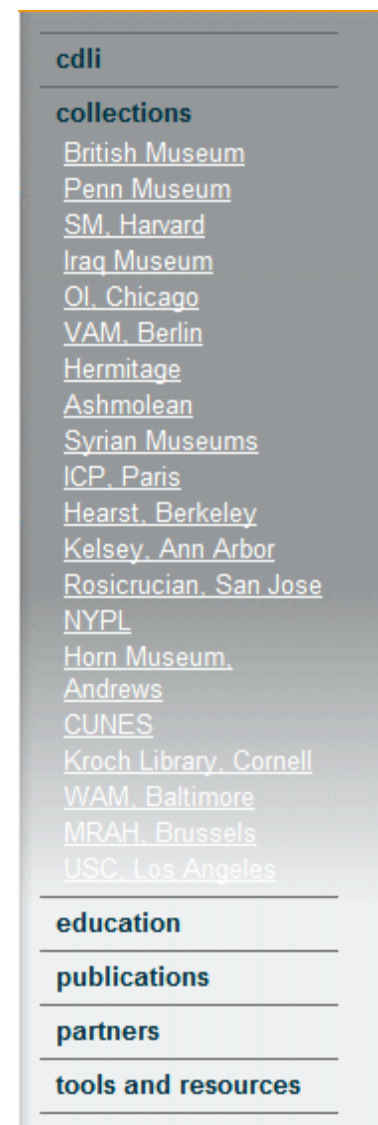 cdli
collections
British Museum
Penn Museum
SM, Harvard
Iraq Museum
OI, Chicago
VAM, Berlin
Hermitage
Ashmolean
Syrian Museums
ICP, Paris
Hearst, Berkeley
Kelsey, Ann Arbor
Rosicrucian, San Jose
NYPL
Horn Museum,
Andrews
CUNES
Kroch Library, Cornell
WAM, Baltimore
MRAH, Brussels
USC, Los Angeles
education
publications
partners
tools and resources